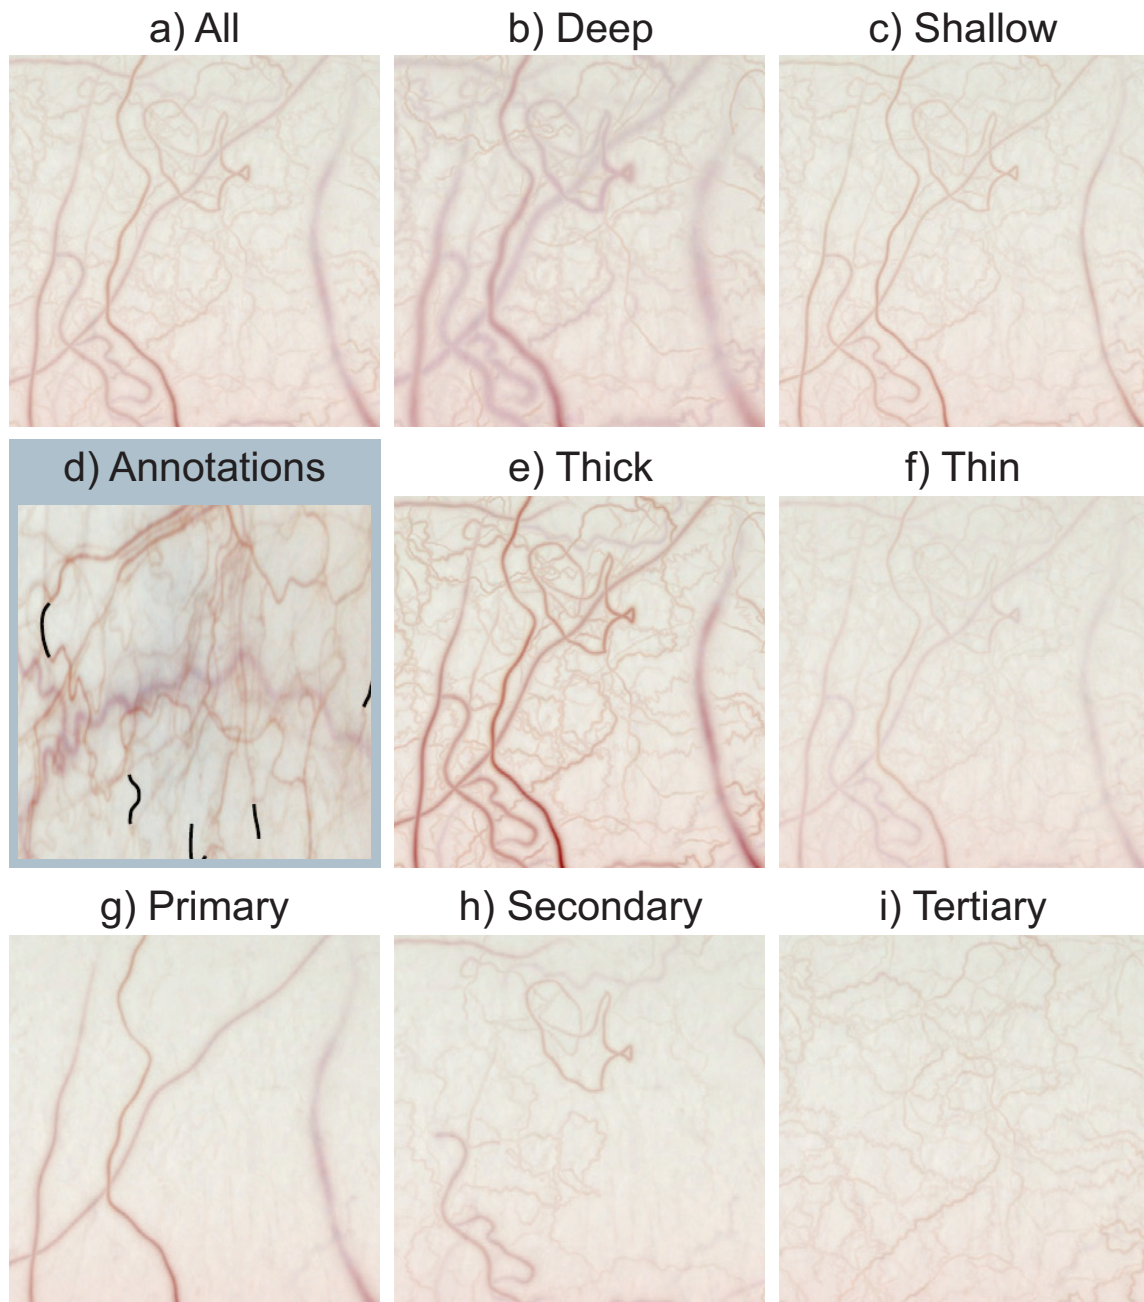 a) All
b) Deep
c) Shallow
d) Annotations
e) Thick
f) Thin
g) Primary
h) Secondary
i) Tertiary